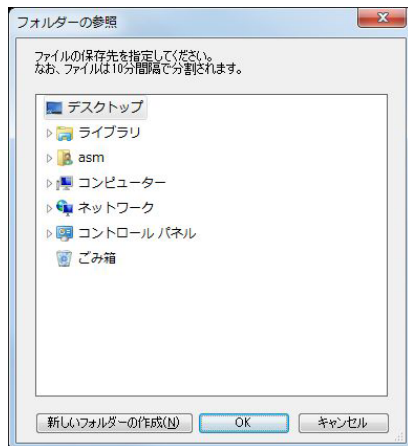 フォルダーの参照
ファイルの保存先を指定してください。
なお、ファイルは10分間隔で分割されます。
デスクトップ
ライブラリ
asm
コンピューター
ネットワーク
コントロール パネル
ごみ箱
新しいフォルダーの作成(N)
OK
キャンセル